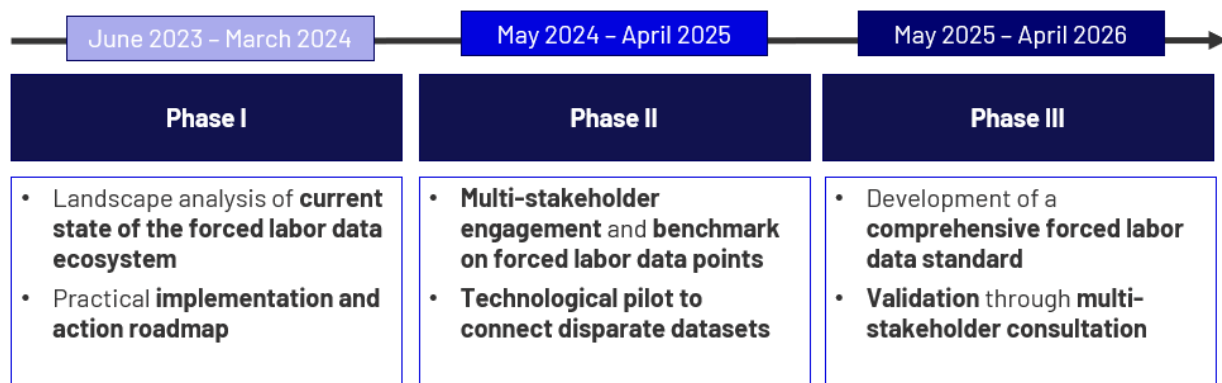 June 2023 – March 2024
May 2024 – April 2025
May 2025 – April 2026
Phase I
Phase II
Phase III
• Landscape analysis of current
state of the forced labor data
ecosystem
• Practical implementation and
action roadmap
• Multi-stakeholder
engagement and benchmark
on forced labor data points
• Technological pilot to
connect disparate datasets
• Development of a
comprehensive forced labor
data standard
• Validation through multi-
stakeholder consultation